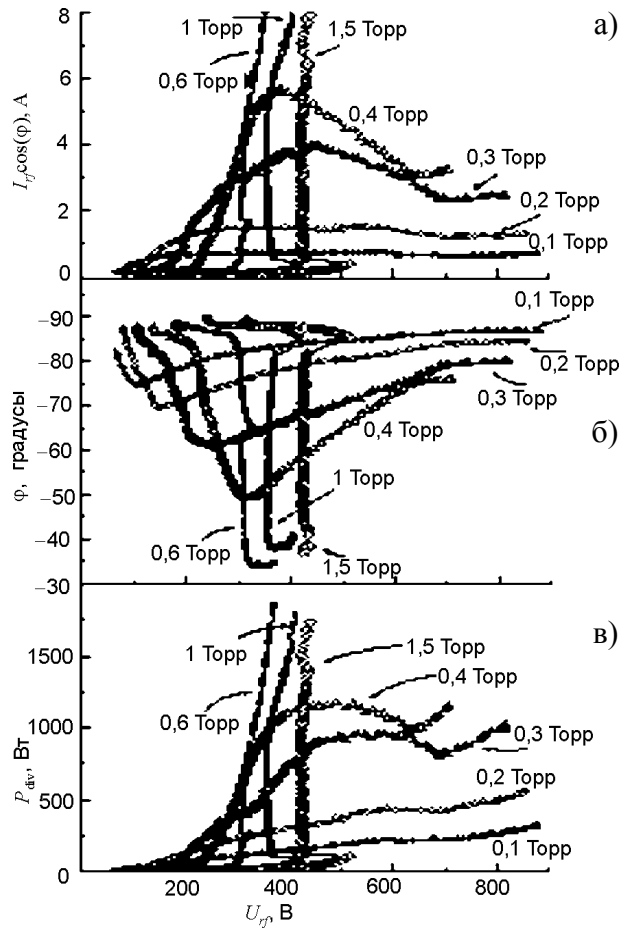 а)
8
6
4
2
0
I_rf cos(φ), А
1 Торр
1,5 Торр
0,6 Торр
0,4 Торр
0,3 Торр
0,2 Торр
0,1 Торр
б)
–90
–80
–70
–60
–50
–40
–30
φ, градусы
0,1 Торр
0,2 Торр
0,3 Торр
0,4 Торр
1 Торр
0,6 Торр
1,5 Торр
в)
1500
1000
500
0
P_div, Вт
1 Торр
1,5 Торр
0,4 Торр
0,6 Торр
0,3 Торр
0,2 Торр
0,1 Торр
200
400
600
800
U_rf, В